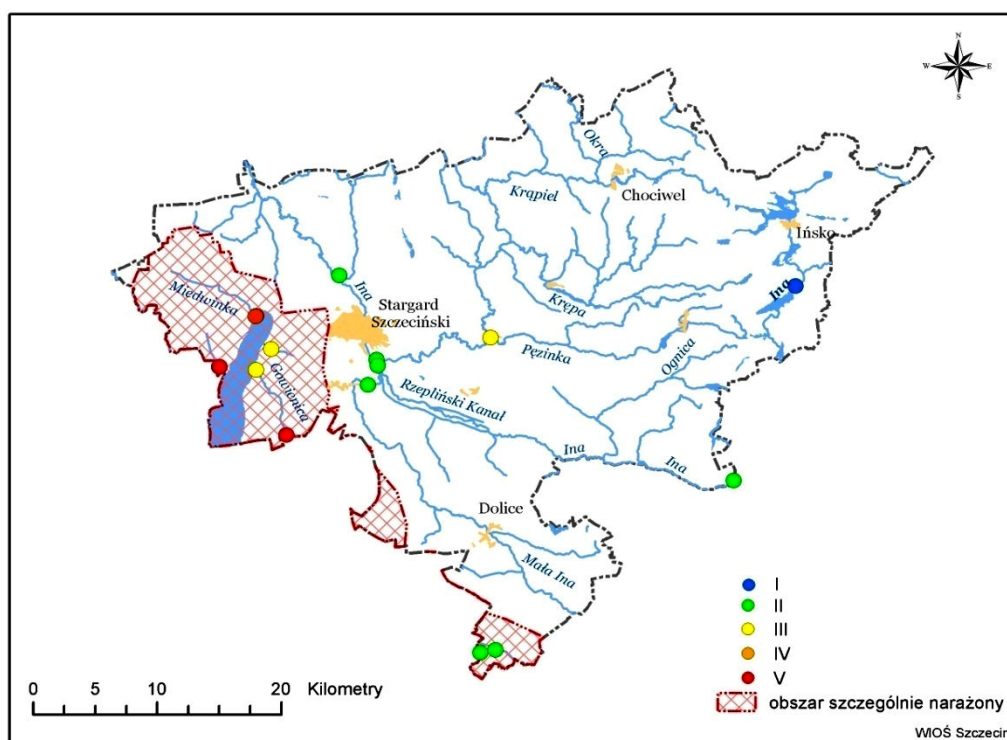 N
W E
S
Okra
Chociwel
Krąpiel
Ińsko
Ina
Miedwinka
Ina
Stargard
Szczeciński
Krępa
Pęzinka
Ognica
Gowienica
Rzepliński Kanał
Ina
Ina
Dolice
Mała Ina
I
II
III
IV
V
obszar szczególnie narażony
0 5 10 20 Kilometry
WIOŚ Szczecin